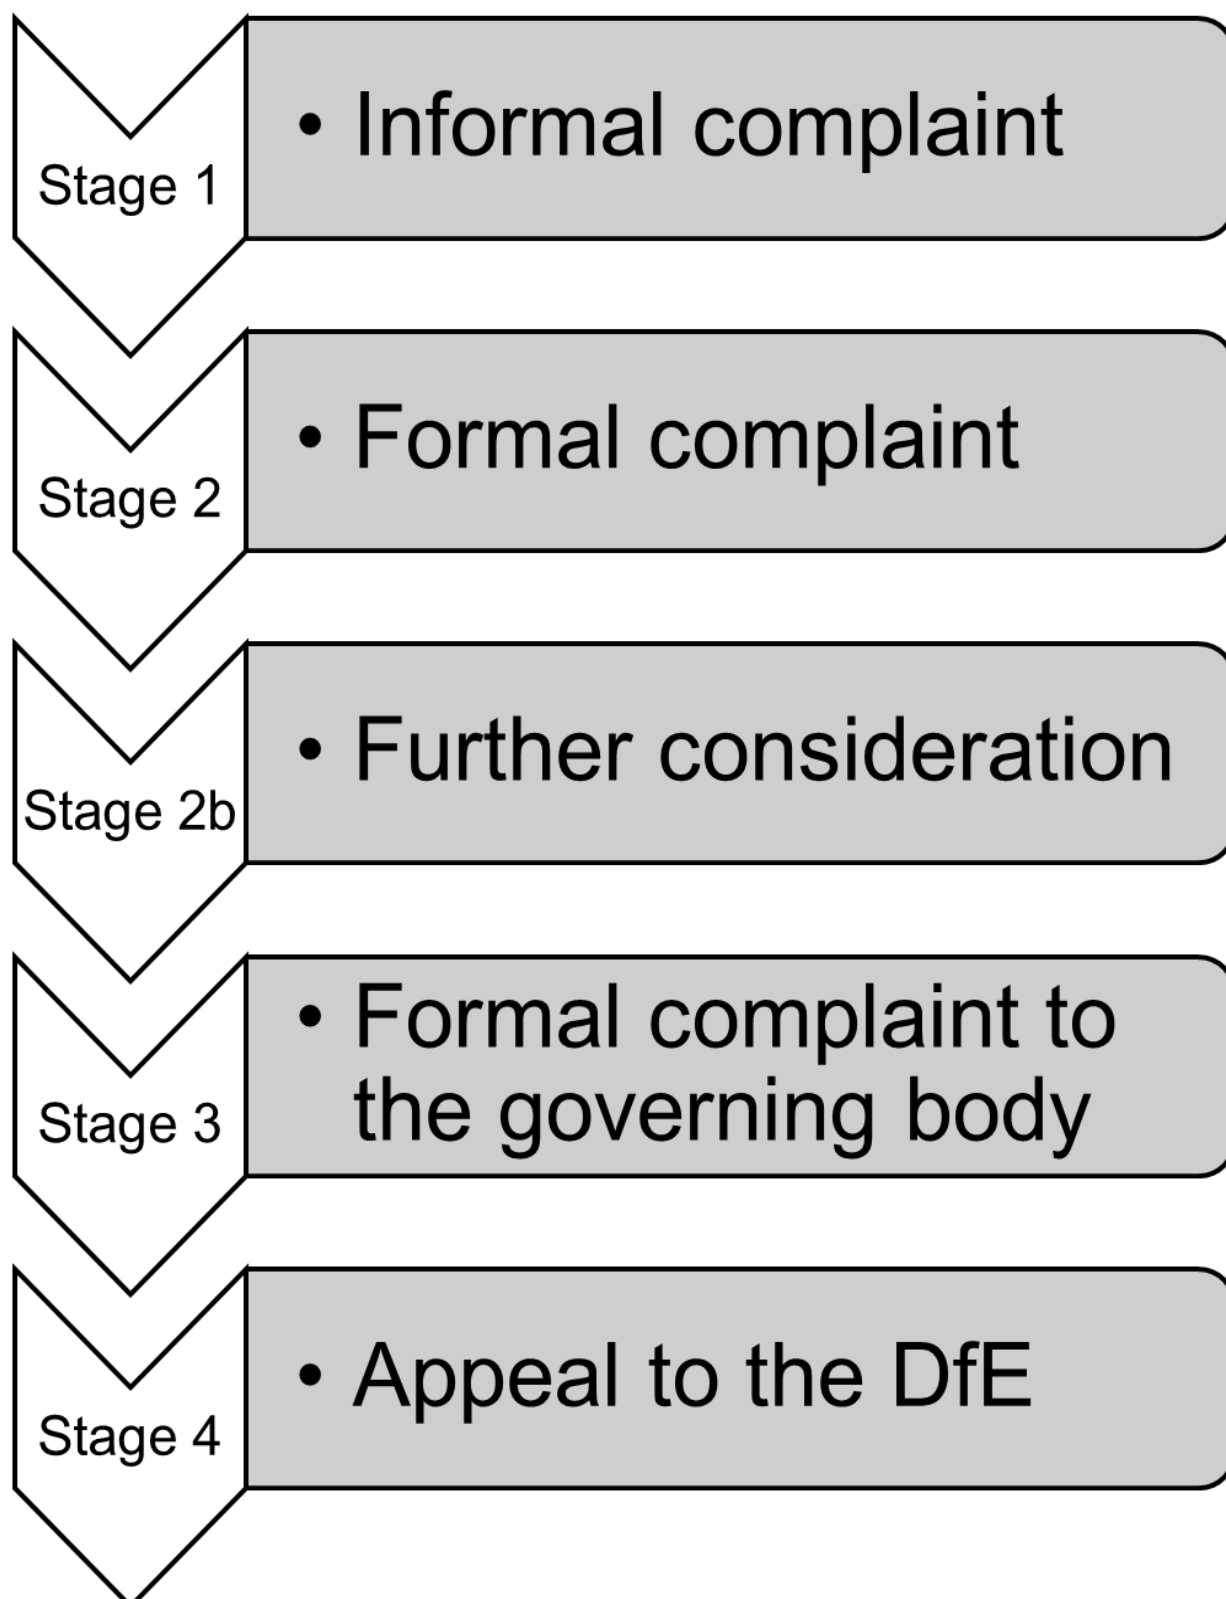 Stage 1
• Informal complaint
Stage 2
• Formal complaint
Stage 2b
• Further consideration
Stage 3
• Formal complaint to
the governing body
Stage 4
• Appeal to the DfE